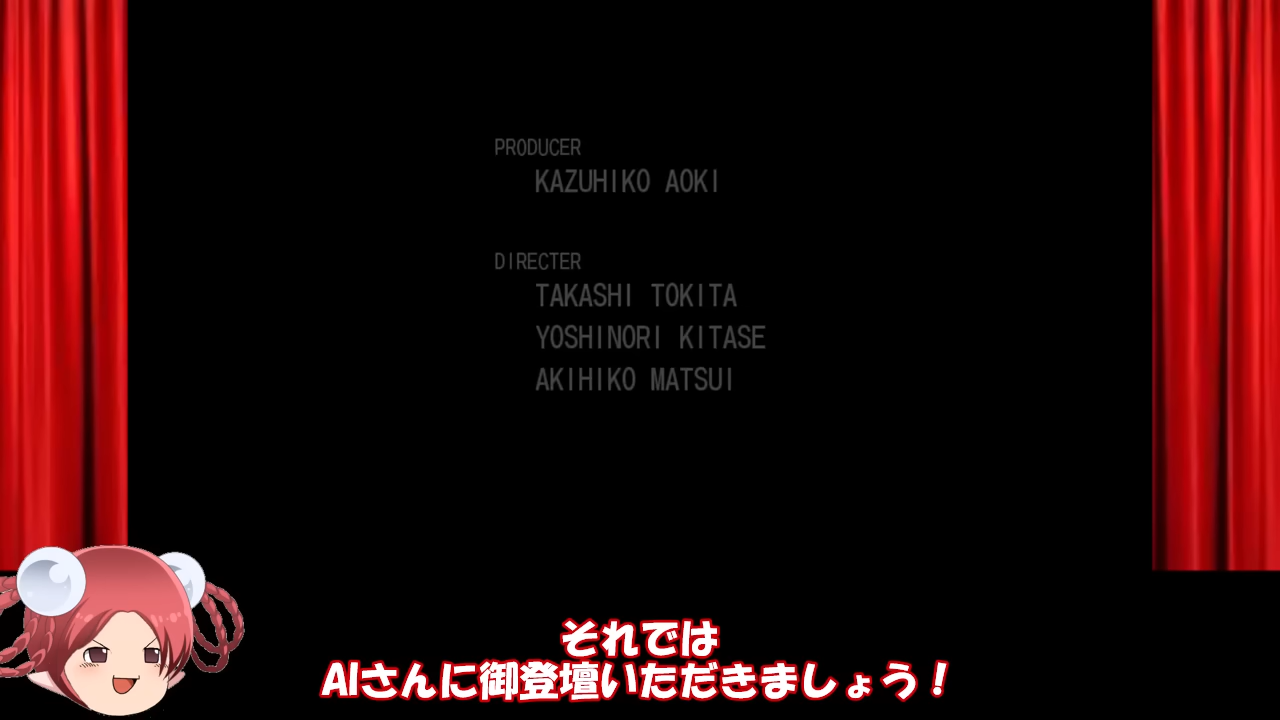 PRODUCER
KAZUHIKO AOKI
DIRECTER
TAKASHI TOKITA
YOSHINORI KITASE
AKIHIKO MATSUI
それでは
AIさんに御登壇いただきましょう！